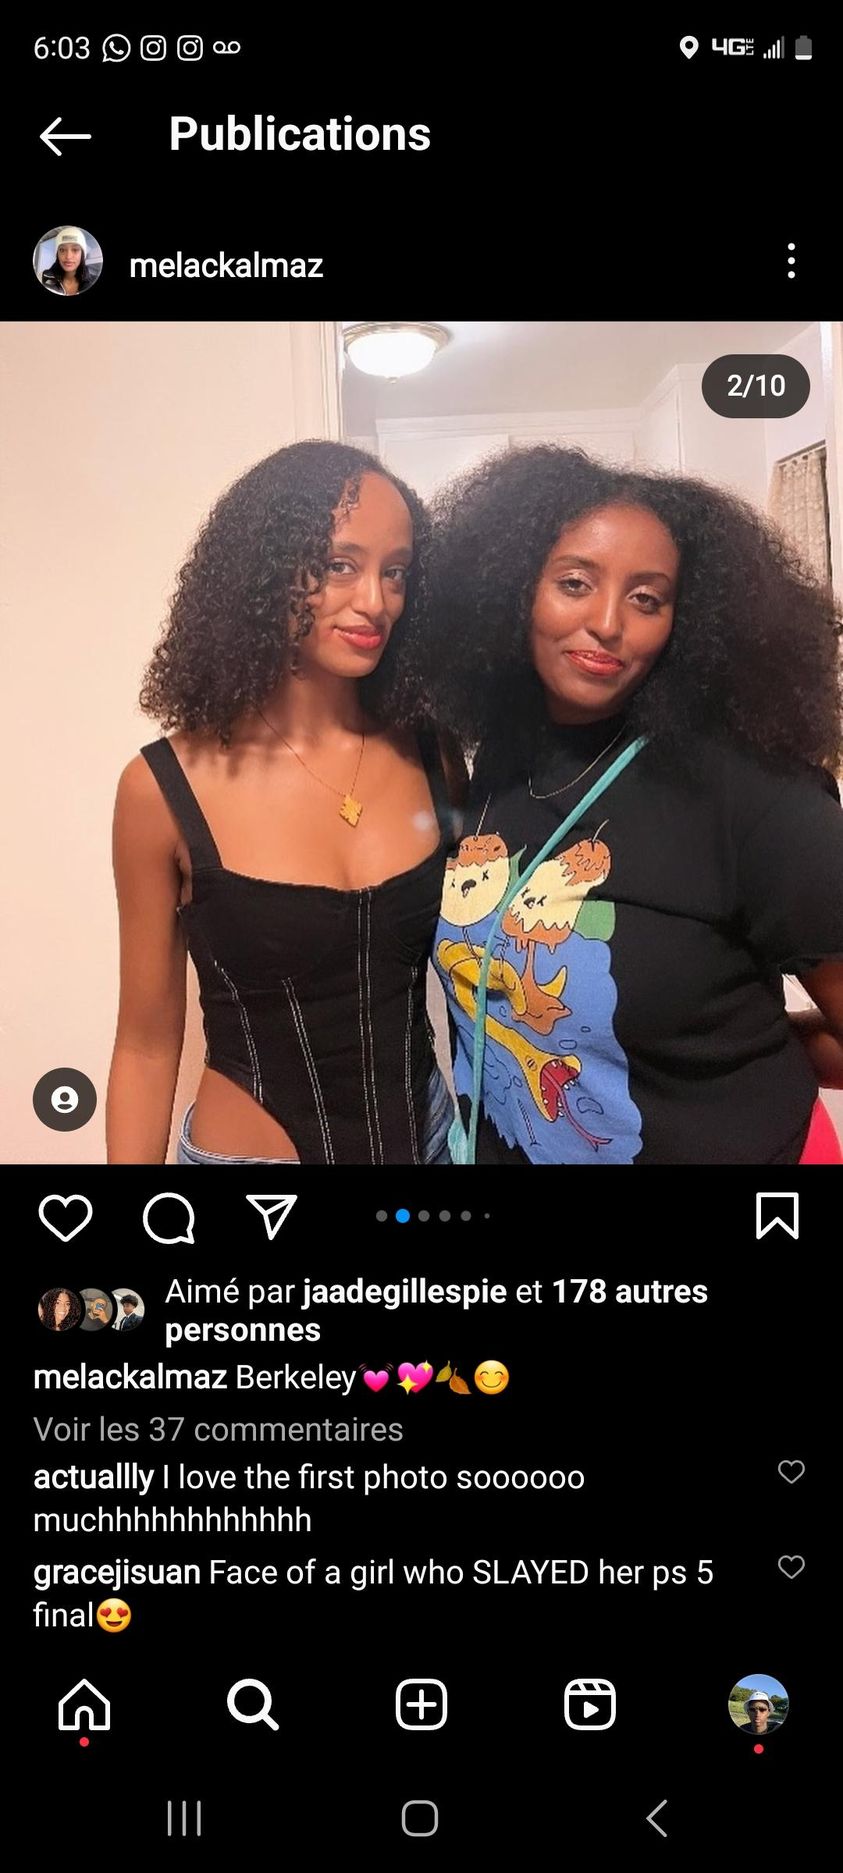 6:03 4G LTE
Publications
melackalmaz
2/10
Aimé par jaadegillespie et 178 autres
personnes
melackalmaz Berkeley💓💖🍂😊
Voir les 37 commentaires
actuallly I love the first photo soooooo
muchhhhhhhhhhhh
gracejisuan Face of a girl who SLAYED her ps 5
final😍